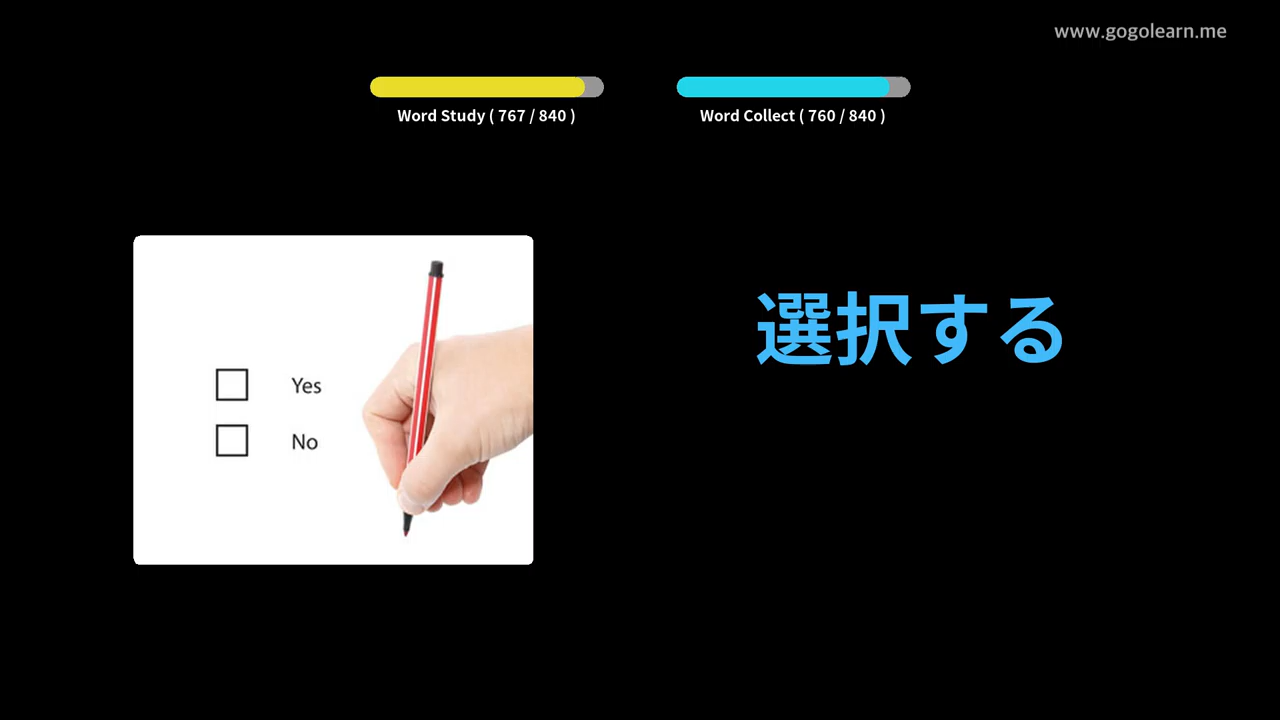 www.gogolearn.me
Word Study ( 767 / 840 )
Word Collect ( 760 / 840 )
Yes
No
選択する